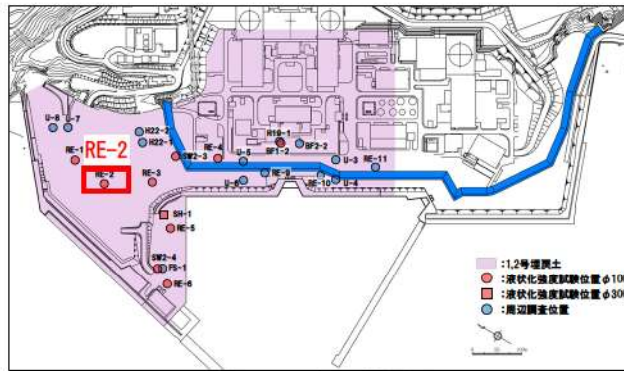 U-8
U-7
H22-2
H22-1
RE-2
RE-1
RE-2
RE-3
SW2-3
RE-4
U-5
U-6
H19-1
BF1-2
BF2-2
RE-9
RE-10
U-3
U-4
RE-11
SH-1
RE-5
SW2-4
FS-1
RE-6
:1,2号埋戻土
:液状化強度試験位置φ100
:液状化強度試験位置φ300
:周辺調査位置